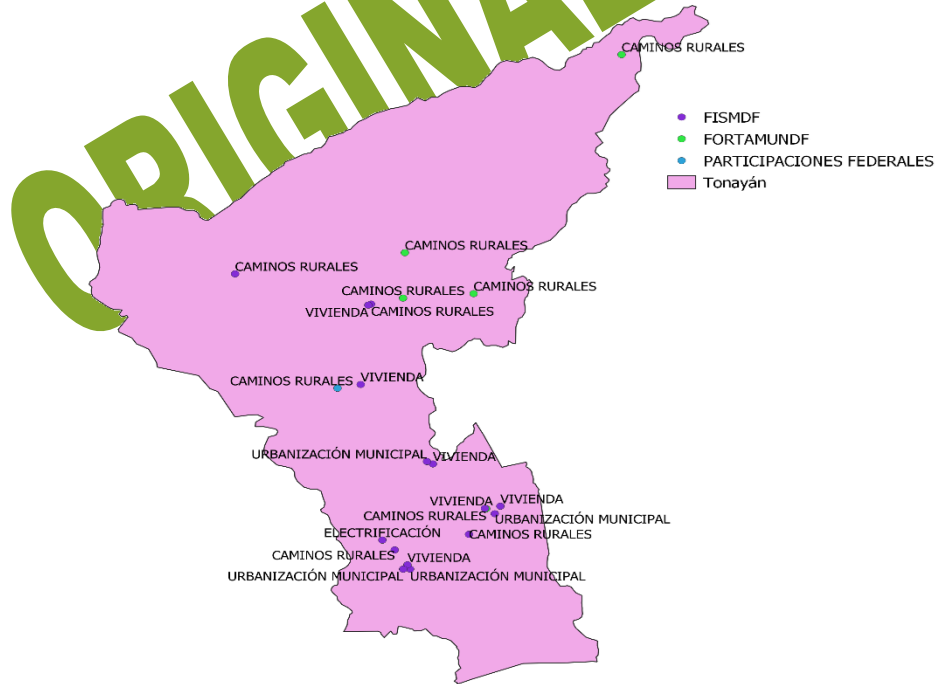 ORIGINAL
CAMINOS RURALES
FISMDF
FORTAMUNDF
PARTICIPACIONES FEDERALES
Tonayán
CAMINOS RURALES
CAMINOS RURALES
CAMINOS RURALES
CAMINOS RURALES
VIVIENDA
CAMINOS RURALES
CAMINOS RURALES
VIVIENDA
URBANIZACIÓN MUNICIPAL
VIVIENDA
VIVIENDA
VIVIENDA
CAMINOS RURALES
URBANIZACIÓN MUNICIPAL
ELECTRIFICACIÓN
CAMINOS RURALES
CAMINOS RURALES
VIVIENDA
URBANIZACIÓN MUNICIPAL
URBANIZACIÓN MUNICIPAL